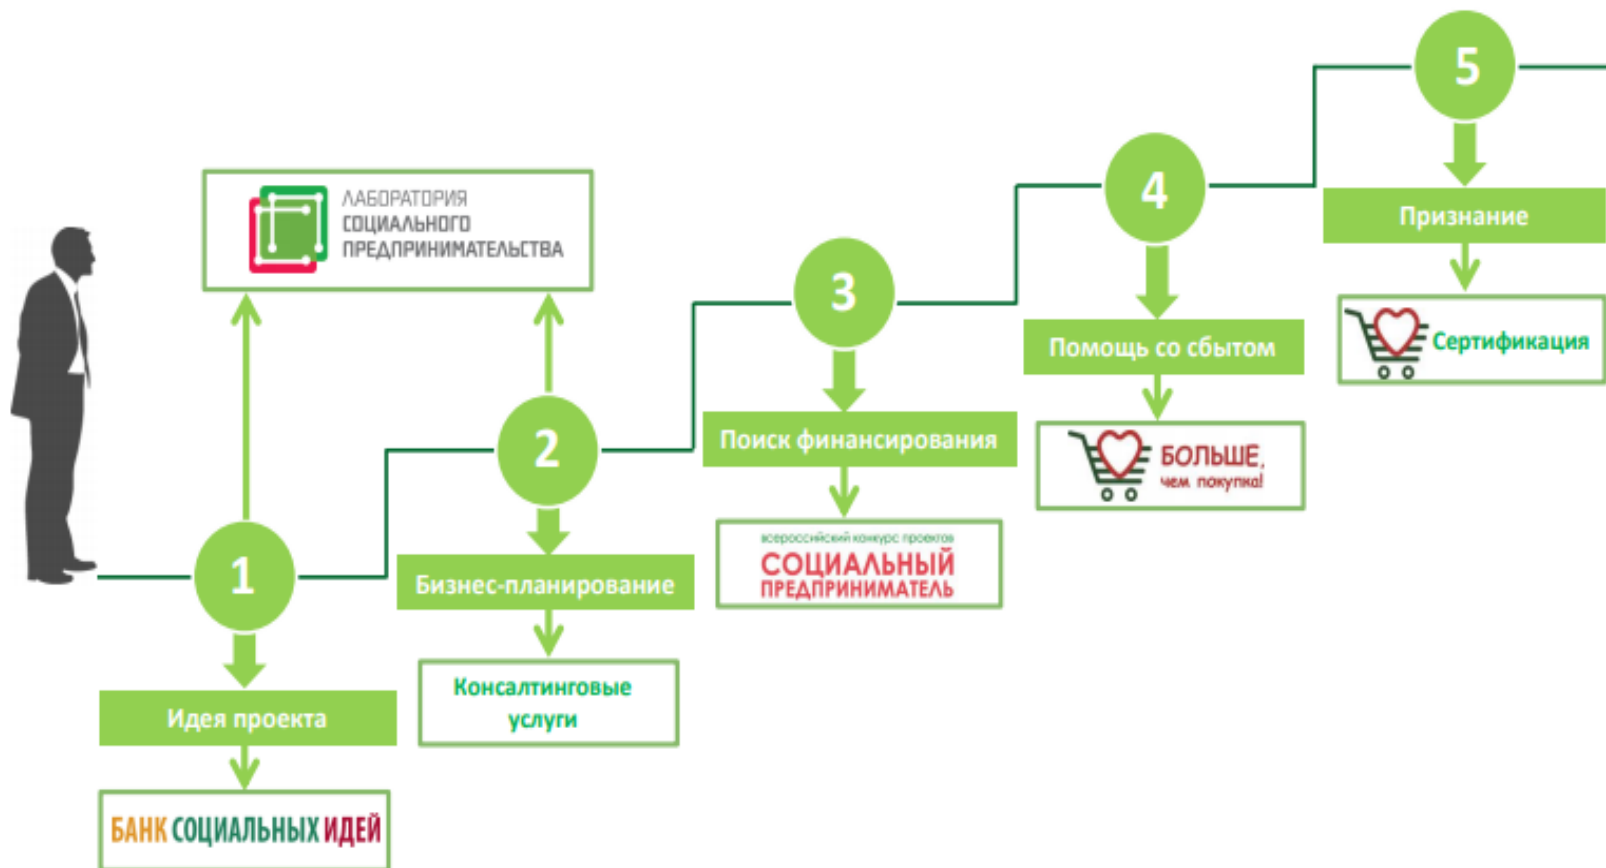 5
Признание
Сертификация
4
ЛАБОРАТОРИЯ
СОЦИАЛЬНОГО
ПРЕДПРИНИМАТЕЛЬСТВА
3
Помощь со сбытом
БОЛЬШЕ,
чем покупка!
2
Поиск финансирования
всероссийский конкурс проектов
СОЦИАЛЬНЫЙ
ПРЕДПРИНИМАТЕЛЬ
1
Бизнес-планирование
Консалтинговые
услуги
Идея проекта
БАНК СОЦИАЛЬНЫХ ИДЕЙ